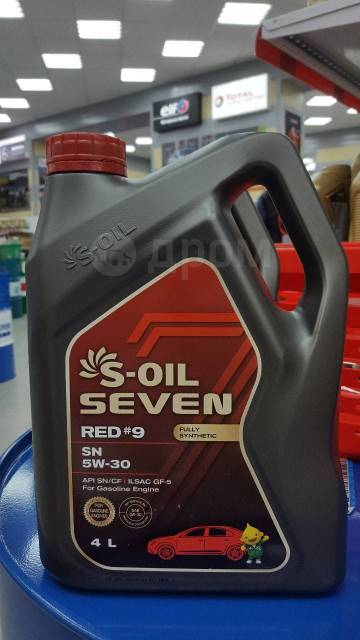 elf
TOTAL
S-OIL
дром
S-OIL
SEVEN
RED #9
FULLY
SYNTHETIC
SN
5W-30
API SN/CF / ILSAC GF-5
For Gasoline Engine
4 L